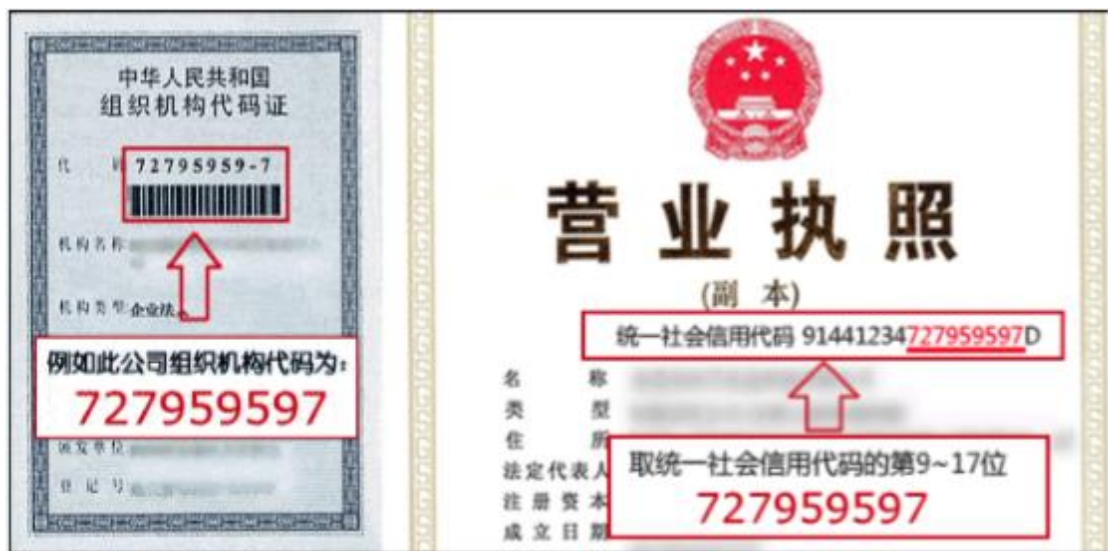 中华人民共和国
组织机构代码证
代 码 72795959-7
机构名称
机构类型 企业法人
例如此公司组织机构代码为：
727959597
颁发单位
登记号
营业执照
(副 本)
统一社会信用代码 91441234727959597D
名 称
类 型
住 所
法定代表人
注册资本
成立日期
取统一社会信用代码的第9~17位
727959597